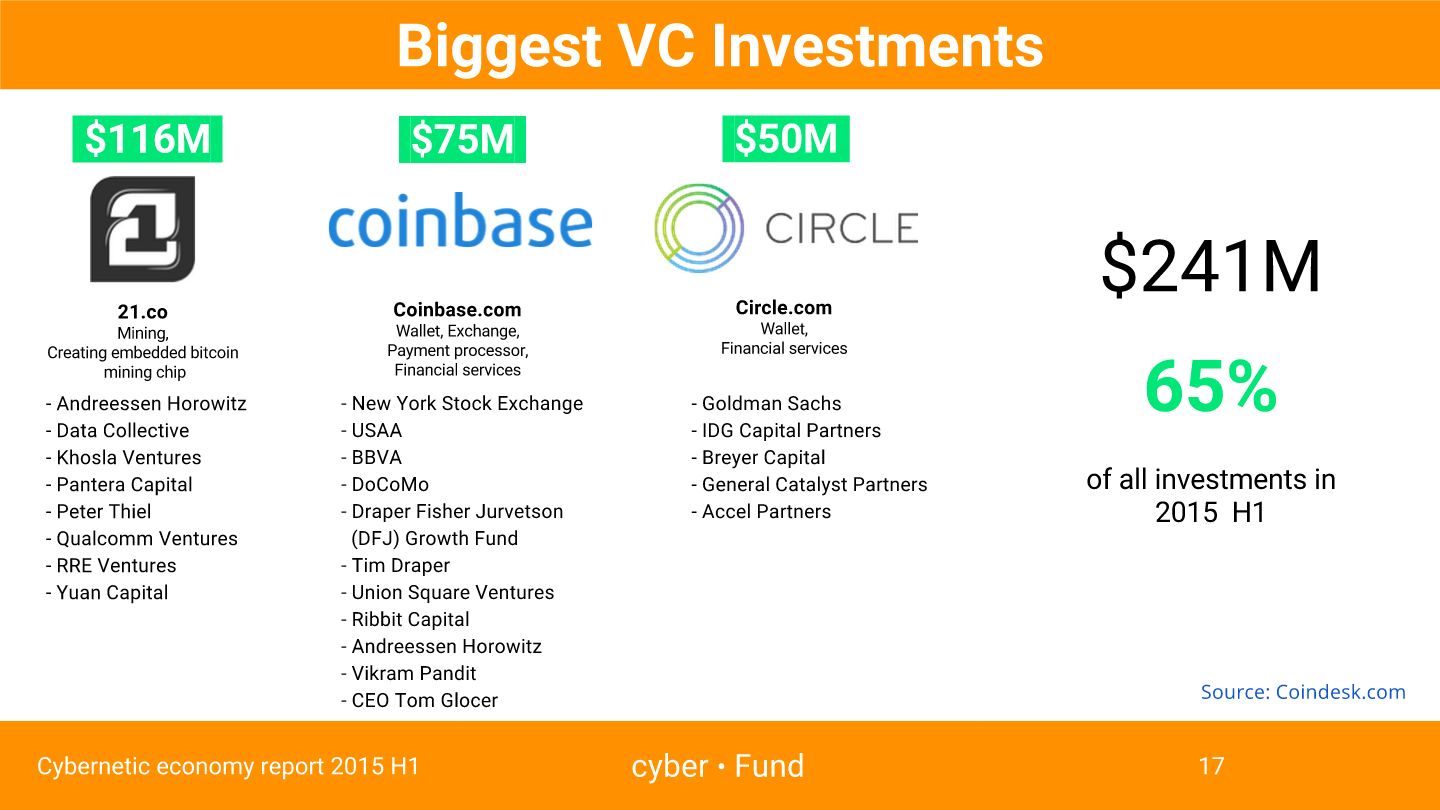 Biggest VC Investments
$116M
21
21.co
Mining,
Creating embedded bitcoin
mining chip
- Andreessen Horowitz
- Data Collective
- Khosla Ventures
- Pantera Capital
- Peter Thiel
- Qualcomm Ventures
- RRE Ventures
- Yuan Capital
$75M
coinbase
Coinbase.com
Wallet, Exchange,
Payment processor,
Financial services
- New York Stock Exchange
- USAA
- BBVA
- DoCoMo
- Draper Fisher Jurvetson
(DFJ) Growth Fund
- Tim Draper
- Union Square Ventures
- Ribbit Capital
- Andreessen Horowitz
- Vikram Pandit
- CEO Tom Glocer
$50M
CIRCLE
Circle.com
Wallet,
Financial services
- Goldman Sachs
- IDG Capital Partners
- Breyer Capital
- General Catalyst Partners
- Accel Partners
$241M
65%
of all investments in
2015 H1
Source: Coindesk.com
Cybernetic economy report 2015 H1
cyber • Fund
17